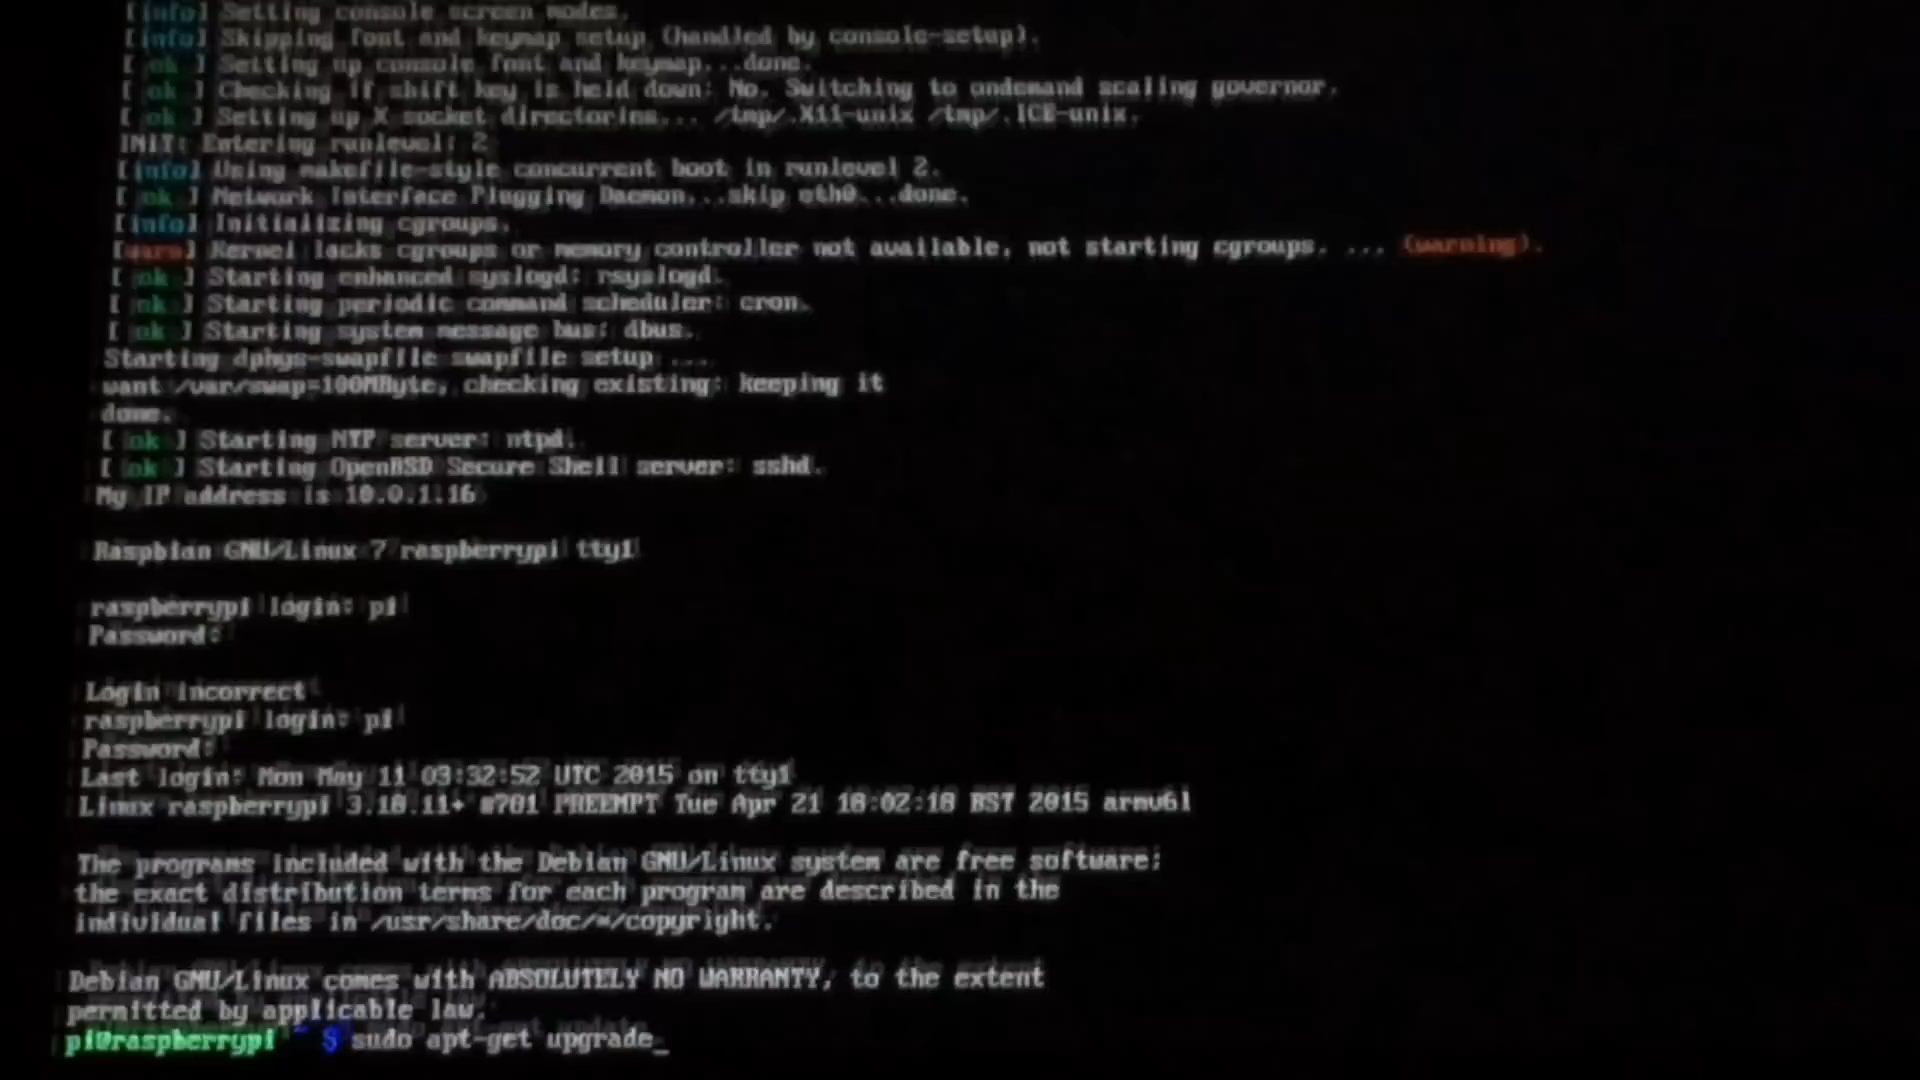 [info] Setting console screen modes.
[info] Skipping font and keymap setup (handled by console-setup).
[ ok ] Setting up console font and keymap...done.
[ ok ] Checking if shift key is held down: No. Switching to ondemand scaling governor.
[ ok ] Setting up X socket directories... /tmp/.X11-unix /tmp/.ICE-unix.
INIT: Entering runlevel: 2
[info] Using makefile-style concurrent boot in runlevel 2.
[ ok ] Network Interface Plugging Daemon...skip eth0...done.
[info] Initializing cgroups.
[warn] Kernel lacks cgroups or memory controller not available, not starting cgroups. ... (warning).
[ ok ] Starting enhanced syslogd: rsyslogd.
[ ok ] Starting periodic command scheduler: cron.
[ ok ] Starting system message bus: dbus.
Starting dphys-swapfile swapfile setup ...
want /var/swap=100MByte, checking existing: keeping it
done.
[ ok ] Starting NTP server: ntpd.
[ ok ] Starting OpenBSD Secure Shell server: sshd.
My IP address is 10.0.1.16
Raspbian GNU/Linux 7 raspberrypi tty1
raspberrypi login: pi
Password:
Login incorrect
raspberrypi login: pi
Password:
Last login: Mon May 11 03:32:52 UTC 2015 on tty1
Linux raspberrypi 3.18.11+ #781 PREEMPT Tue Apr 21 18:02:18 BST 2015 armv6l
The programs included with the Debian GNU/Linux system are free software;
the exact distribution terms for each program are described in the
individual files in /usr/share/doc/*/copyright.
Debian GNU/Linux comes with ABSOLUTELY NO WARRANTY, to the extent
permitted by applicable law.
pi@raspberrypi ~ $ sudo apt-get upgrade_